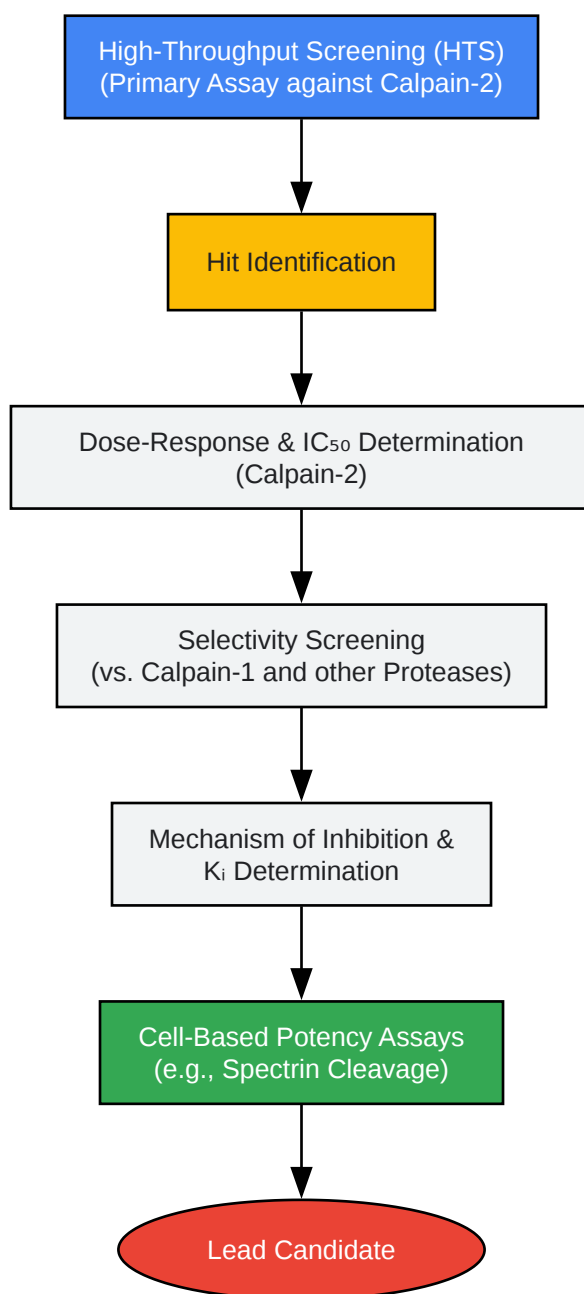 High-Throughput Screening (HTS)
(Primary Assay against Calpain-2)
Hit Identification
Dose-Response & IC₅₀ Determination
(Calpain-2)
Selectivity Screening
(vs. Calpain-1 and other Proteases)
Mechanism of Inhibition &
Kᵢ Determination
Cell-Based Potency Assays
(e.g., Spectrin Cleavage)
Lead Candidate